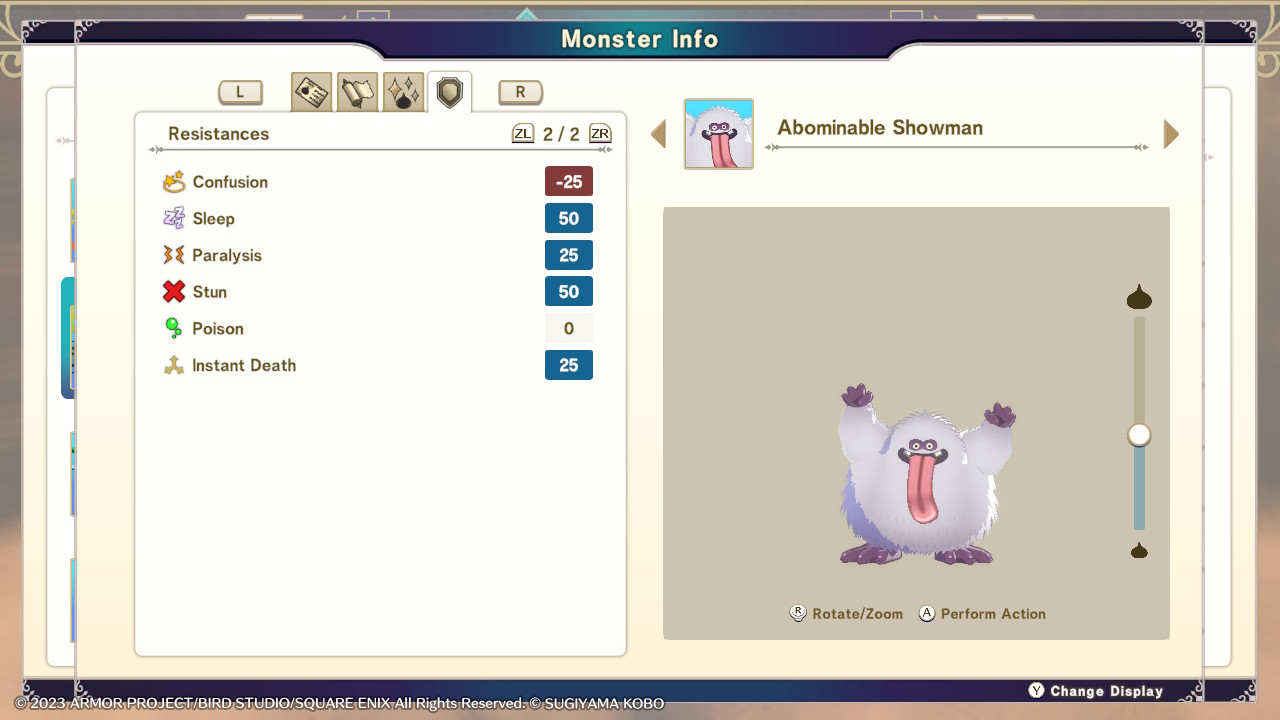 Monster Info
L
R
Resistances
ZL 2 / 2 ZR
Confusion -25
Sleep 50
Paralysis 25
Stun 50
Poison 0
Instant Death 25
Abominable Showman
R Rotate/Zoom A Perform Action
Y Change Display
© 2023 ARMOR PROJECT/BIRD STUDIO/SQUARE ENIX All Rights Reserved. © SUGIYAMA KOBO